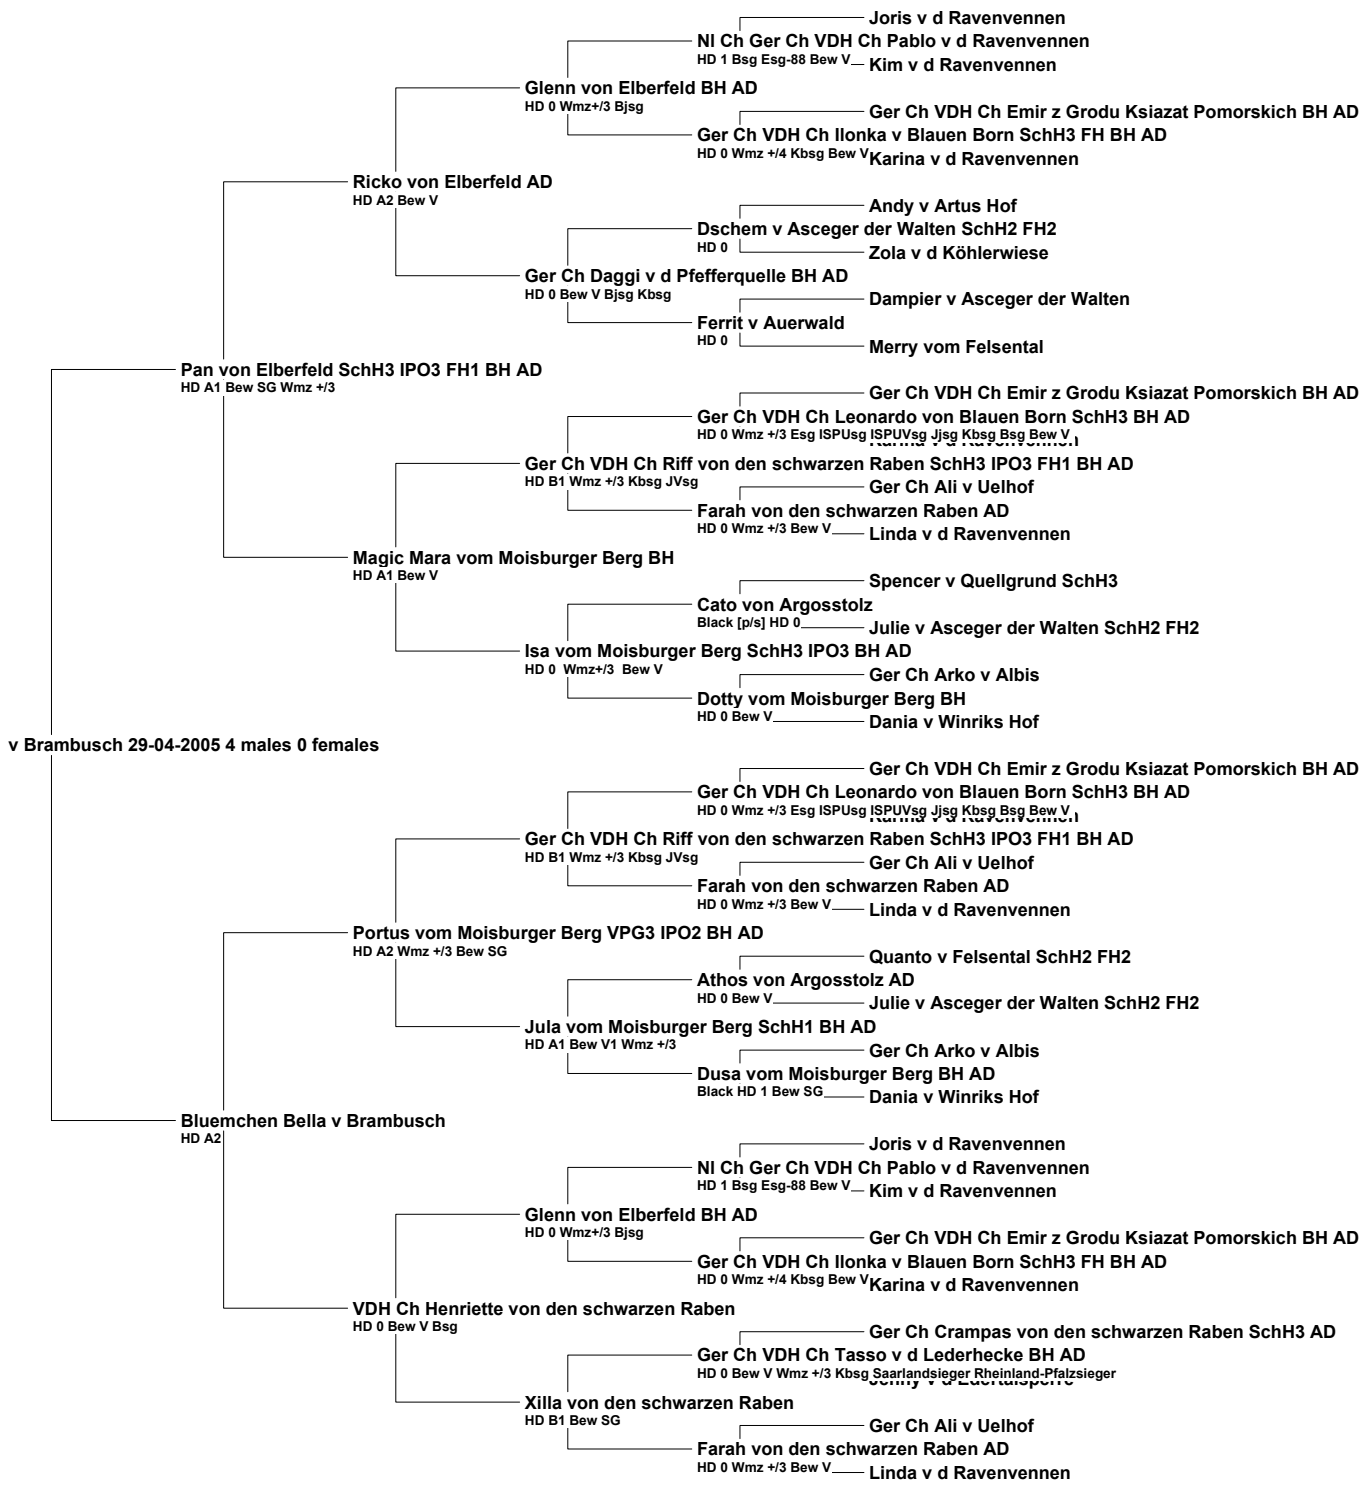 Joris v d Ravenvennen
NI Ch Ger Ch VDH Ch Pablo v d Ravenvennen
HD 1 Bsg Esg-88 Bew V
Kim v d Ravenvennen
Glenn von Elberfeld BH AD
HD 0 Wmz+/3 Bjsg
Ger Ch VDH Ch Emir z Grodu Ksiazat Pomorskich BH AD
Ger Ch VDH Ch Ilonka v Blauen Born SchH3 FH BH AD
HD 0 Wmz +/4 Kbsg Bew V
Karina v d Ravenvennen
Ricko von Elberfeld AD
HD A2 Bew V
Andy v Artus Hof
Dschem v Asceger der Walten SchH2 FH2
HD 0
Zola v d Köhlerwiese
Ger Ch Daggi v d Pfefferquelle BH AD
HD 0 Bew V Bjsg Kbsg
Dampier v Asceger der Walten
Ferrit v Auerwald
HD 0
Merry vom Felsental
Pan von Elberfeld SchH3 IPO3 FH1 BH AD
HD A1 Bew SG Wmz +/3
Ger Ch VDH Ch Emir z Grodu Ksiazat Pomorskich BH AD
Ger Ch VDH Ch Leonardo von Blauen Born SchH3 BH AD
HD 0 Wmz +/3 Esg ISPUsg ISPUVsg Jjsg Kbsg Bsg Bew V
Karina v d Ravenvennen
Ger Ch VDH Ch Riff von den schwarzen Raben SchH3 IPO3 FH1 BH AD
HD B1 Wmz +/3 Kbsg JVsg
Ger Ch Ali v Uelhof
Farah von den schwarzen Raben AD
HD 0 Wmz +/3 Bew V
Linda v d Ravenvennen
Magic Mara vom Moisburger Berg BH
HD A1 Bew V
Spencer v Quellgrund SchH3
Cato von Argosstolz
Black [p/s] HD 0
Julie v Asceger der Walten SchH2 FH2
Isa vom Moisburger Berg SchH3 IPO3 BH AD
HD 0 Wmz+/3 Bew V
Ger Ch Arko v Albis
Dotty vom Moisburger Berg BH
HD 0 Bew V
Dania v Winriks Hof
v Brambusch 29-04-2005 4 males 0 females
Ger Ch VDH Ch Emir z Grodu Ksiazat Pomorskich BH AD
Ger Ch VDH Ch Leonardo von Blauen Born SchH3 BH AD
HD 0 Wmz +/3 Esg ISPUsg ISPUVsg Jjsg Kbsg Bsg Bew V
Karina v d Ravenvennen
Ger Ch VDH Ch Riff von den schwarzen Raben SchH3 IPO3 FH1 BH AD
HD B1 Wmz +/3 Kbsg JVsg
Ger Ch Ali v Uelhof
Farah von den schwarzen Raben AD
HD 0 Wmz +/3 Bew V
Linda v d Ravenvennen
Portus vom Moisburger Berg VPG3 IPO2 BH AD
HD A2 Wmz +/3 Bew SG
Quanto v Felsental SchH2 FH2
Athos von Argosstolz AD
HD 0 Bew V
Julie v Asceger der Walten SchH2 FH2
Jula vom Moisburger Berg SchH1 BH AD
HD A1 Bew V1 Wmz +/3
Ger Ch Arko v Albis
Dusa vom Moisburger Berg BH AD
Black HD 1 Bew SG
Dania v Winriks Hof
Bluemchen Bella v Brambusch
HD A2
Joris v d Ravenvennen
NI Ch Ger Ch VDH Ch Pablo v d Ravenvennen
HD 1 Bsg Esg-88 Bew V
Kim v d Ravenvennen
Glenn von Elberfeld BH AD
HD 0 Wmz+/3 Bjsg
Ger Ch VDH Ch Emir z Grodu Ksiazat Pomorskich BH AD
Ger Ch VDH Ch Ilonka v Blauen Born SchH3 FH BH AD
HD 0 Wmz +/4 Kbsg Bew V
Karina v d Ravenvennen
VDH Ch Henriette von den schwarzen Raben
HD 0 Bew V Bsg
Ger Ch Crampas von den schwarzen Raben SchH3 AD
Ger Ch VDH Ch Tasso v d Lederhecke BH AD
HD 0 Bew V Wmz +/3 Kbsg Saarlandsieger Rheinland-Pfalzsieger
Jenny v d Edertalsperre
Xilla von den schwarzen Raben
HD B1 Bew SG
Ger Ch Ali v Uelhof
Farah von den schwarzen Raben AD
HD 0 Wmz +/3 Bew V
Linda v d Ravenvennen